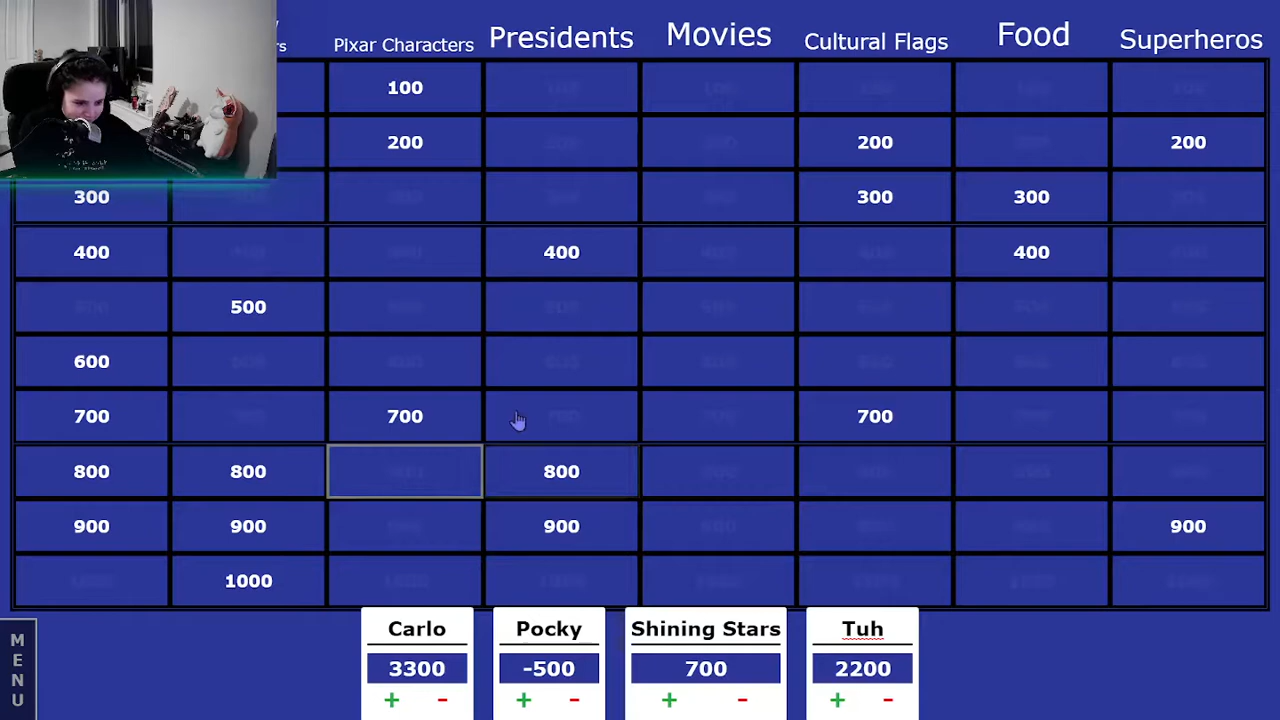 Pixar Characters Presidents Movies Cultural Flags Food Superheros
100
200 200 200
300 300 300
400 400 400
500
600
700 700 700
800 800 800
900 900 900 900
1000
MENU
Carlo Pocky Shining Stars Tuh
3300 -500 700 2200
+ - + - + - + -